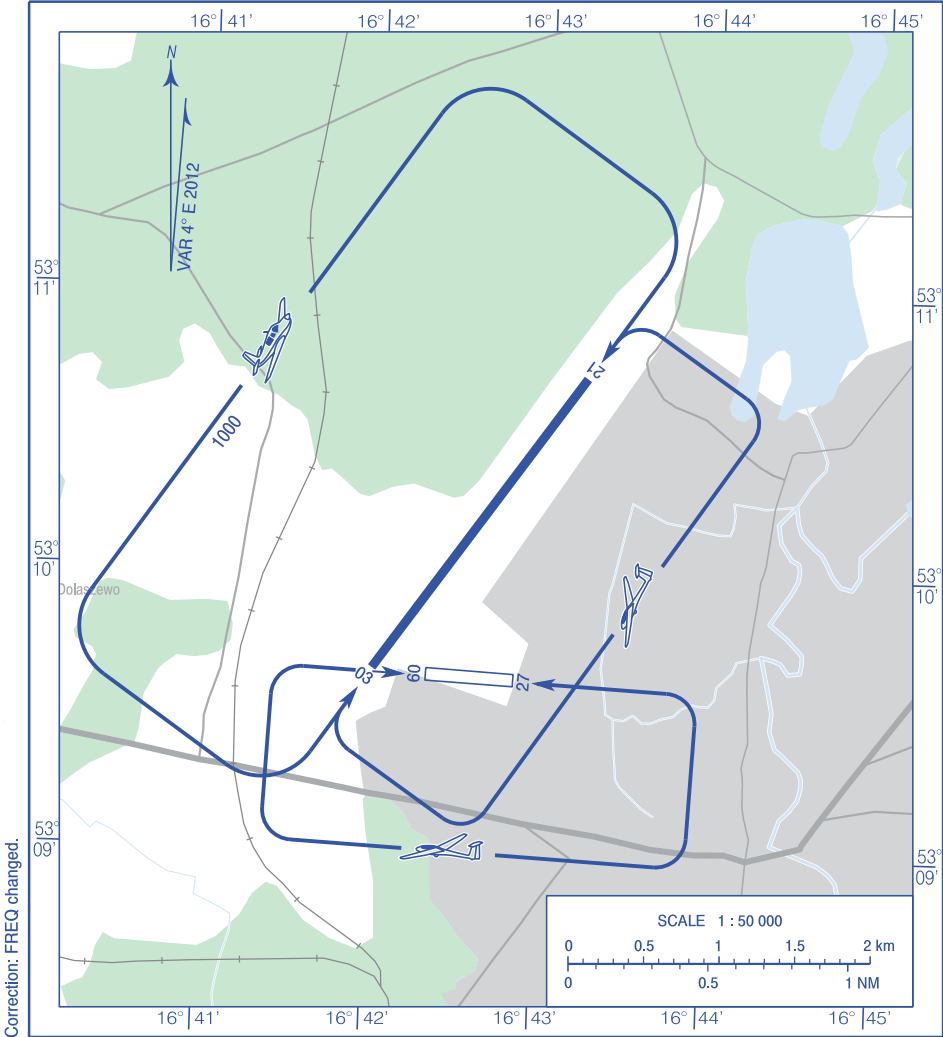 16° 41' 16° 42' 16° 43' 16° 44' 16° 45'
N
VAR 4° E 2012
53°
11'
53°
11'
21
1000
53°
10'
53°
10'
Dolaszewo
03
09
27
53°
09'
53°
09'
SCALE 1 : 50 000
0 0.5 1 1.5 2 km
0 0.5 1 NM
16° 41' 16° 42' 16° 43' 16° 44' 16° 45'
Correction: FREQ changed.